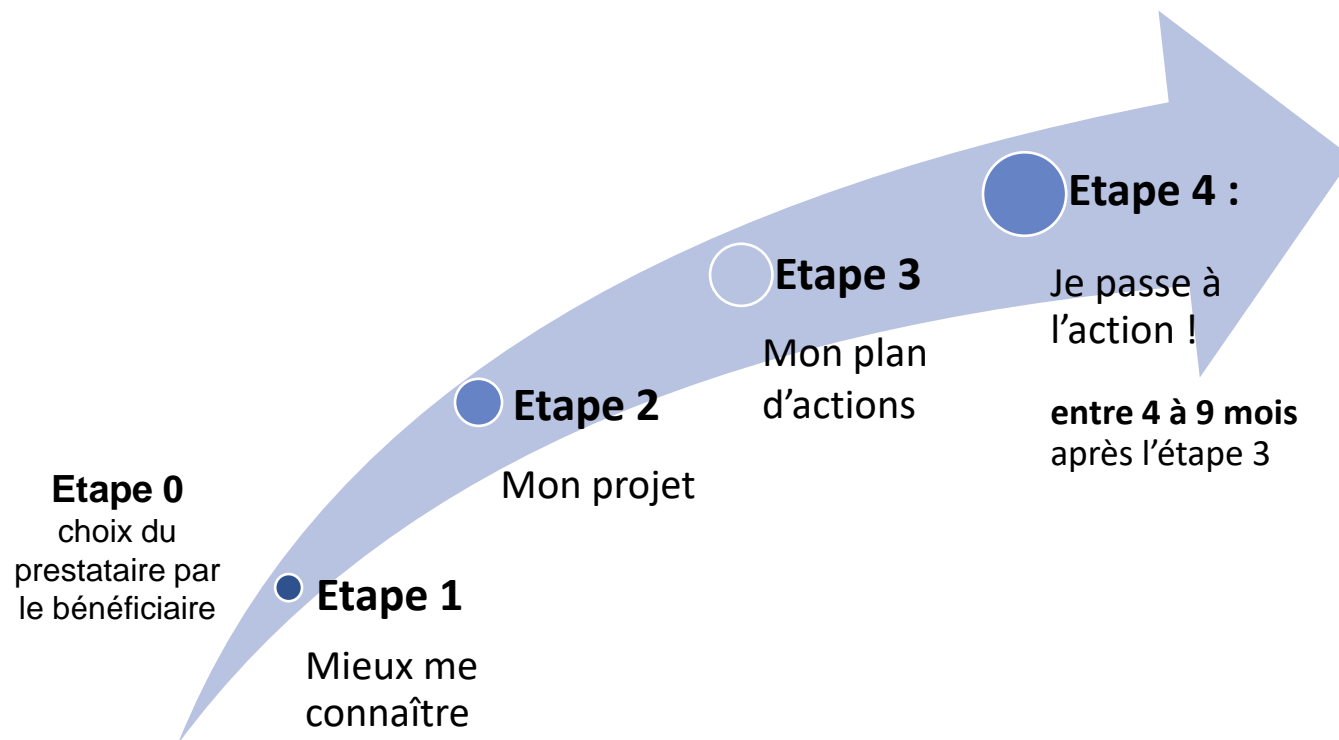 Etape 0
choix du
prestataire par
le bénéficiaire
Etape 1
Mieux me
connaître
Etape 2
Mon projet
Etape 3
Mon plan
d’actions
Etape 4 :
Je passe à
l’action !
entre 4 à 9 mois
après l’étape 3